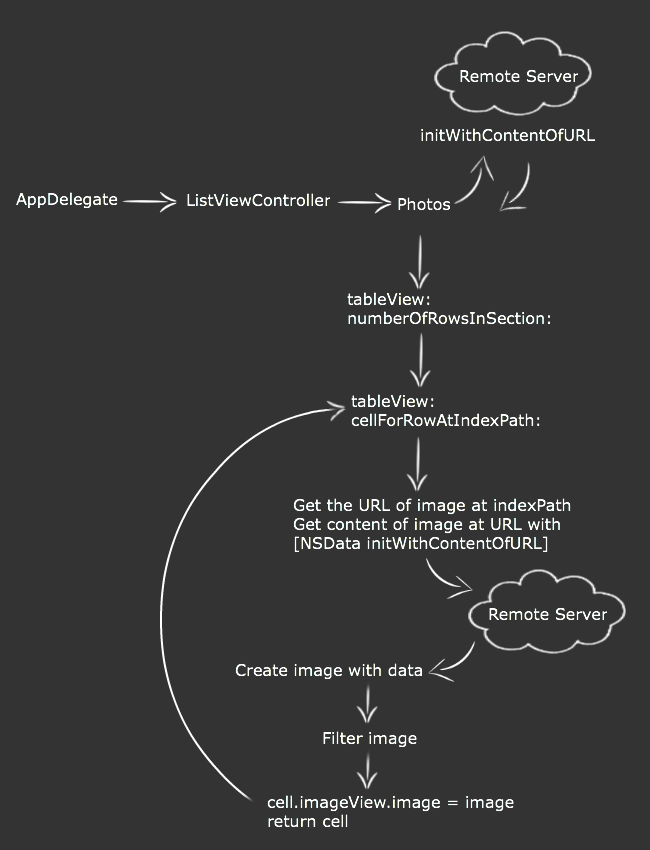 Remote Server
initWithContentOfURL
AppDelegate
ListViewController
Photos
tableView:
numberOfRowsInSection:
tableView:
cellForRowAtIndexPath:
Get the URL of image at indexPath
Get content of image at URL with
[NSData initWithContentOfURL]
Remote Server
Create image with data
Filter image
cell.imageView.image = image
return cell